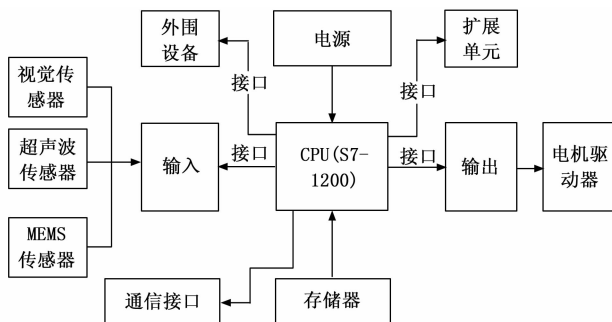 外围
设备
电源
扩展
单元
接口
接口
视觉传
感器
超声波
传感器
MEMS
传感器
输入
接口
CPU(S7-
1200)
接口
输出
电机驱
动器
通信接口
存储器